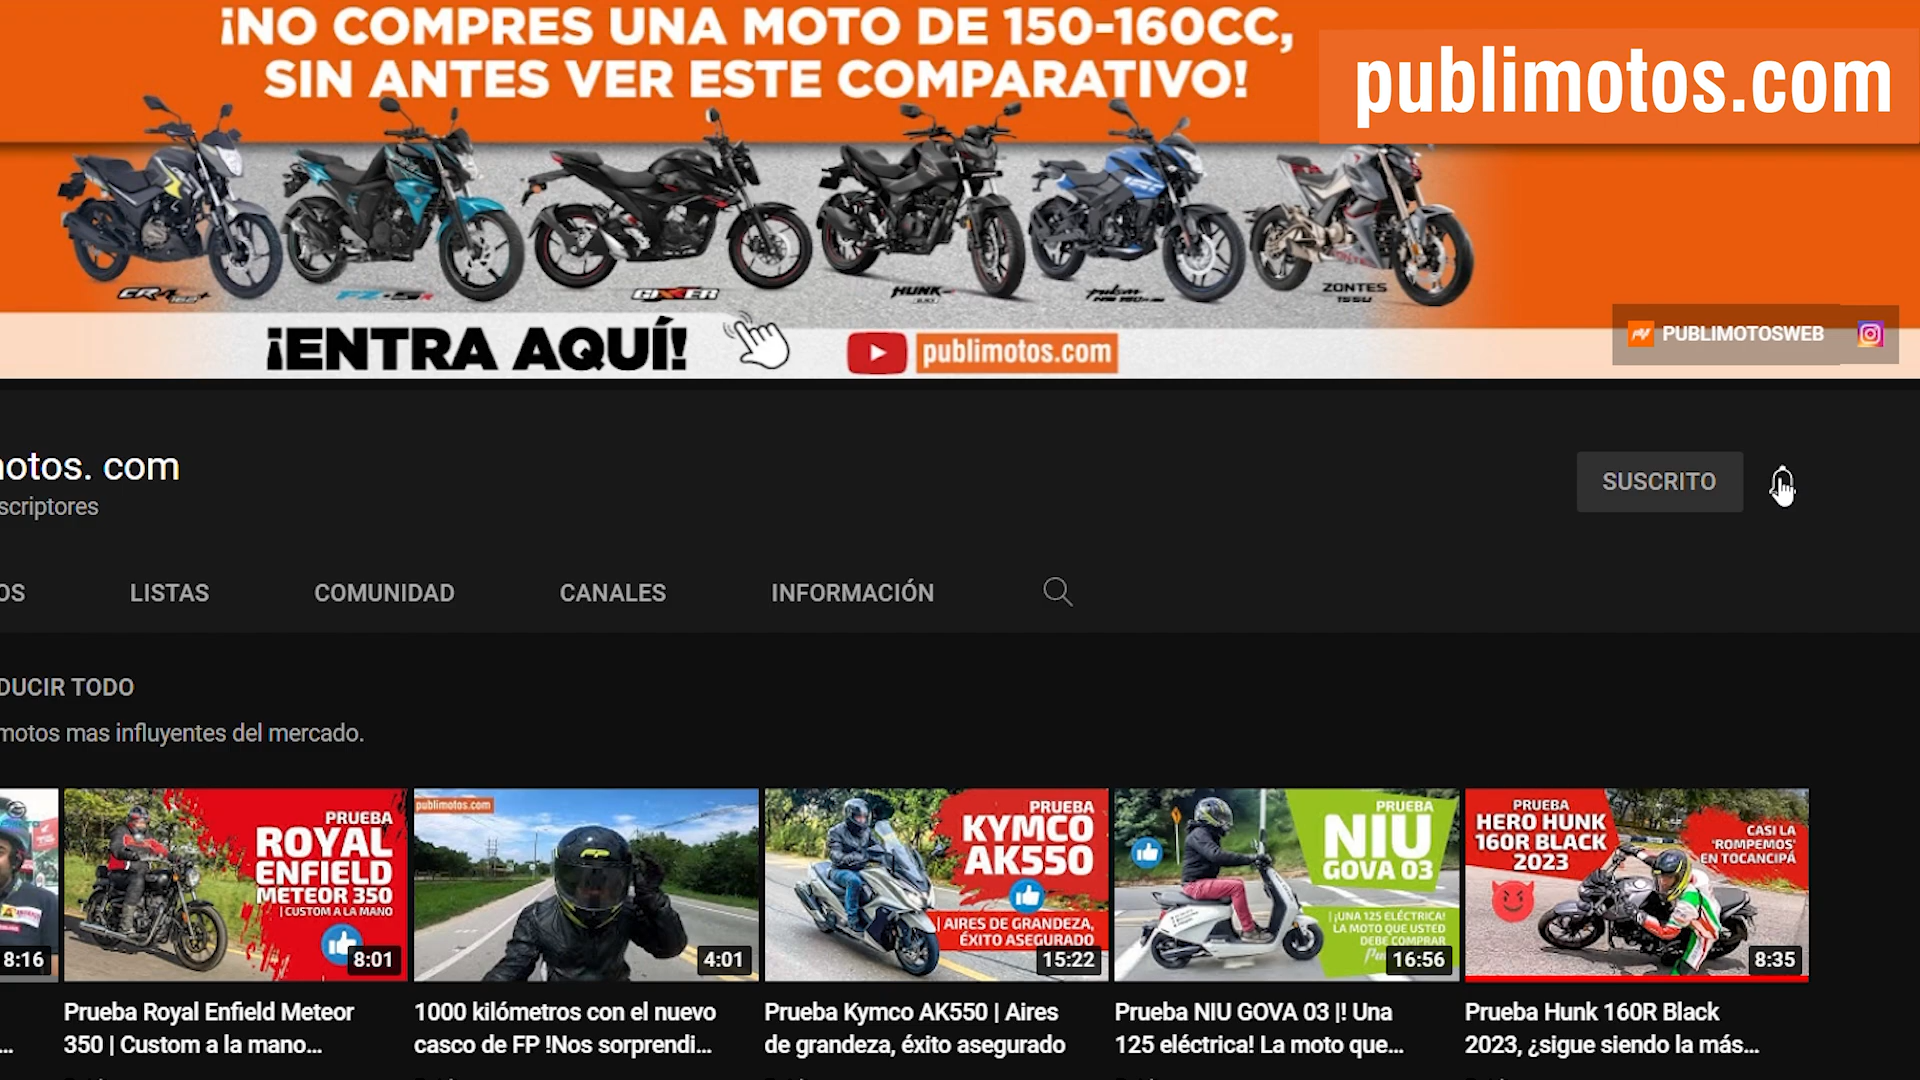 ¡NO COMPRES UNA MOTO DE 150-160CC,
SIN ANTES VER ESTE COMPARATIVO!
publimotos.com
GIXXER
HUNK
ZONTES
155U
¡ENTRA AQUÍ!
publimotos.com
PUBLIMOTOSWEB
otos. com
scriptores
SUSCRITO
OS
LISTAS
COMUNIDAD
CANALES
INFORMACIÓN
DUCIR TODO
motos mas influyentes del mercado.
8:16
PRUEBA
ROYAL
ENFIELD
METEOR 350
| CUSTOM A LA MANO
8:01
publimotos.com
4:01
PRUEBA
KYMCO
AK550
| AIRES DE GRANDEZA,
ÉXITO ASEGURADO
15:22
PRUEBA
NIU
GOVA 03
| ¡UNA 125 ELÉCTRICA!
LA MOTO QUE USTED
DEBE COMPRAR
16:56
PRUEBA
HERO HUNK
160R BLACK
2023
CASI LA
'ROMPEMOS'
EN TOCANCIPÁ
8:35
...
Prueba Royal Enfield Meteor
350 | Custom a la mano...
1000 kilómetros con el nuevo
casco de FP !Nos sorprendi...
Prueba Kymco AK550 | Aires
de grandeza, éxito asegurado
Prueba NIU GOVA 03 |! Una
125 eléctrica! La moto que...
Prueba Hunk 160R Black
2023, ¿sigue siendo la más...